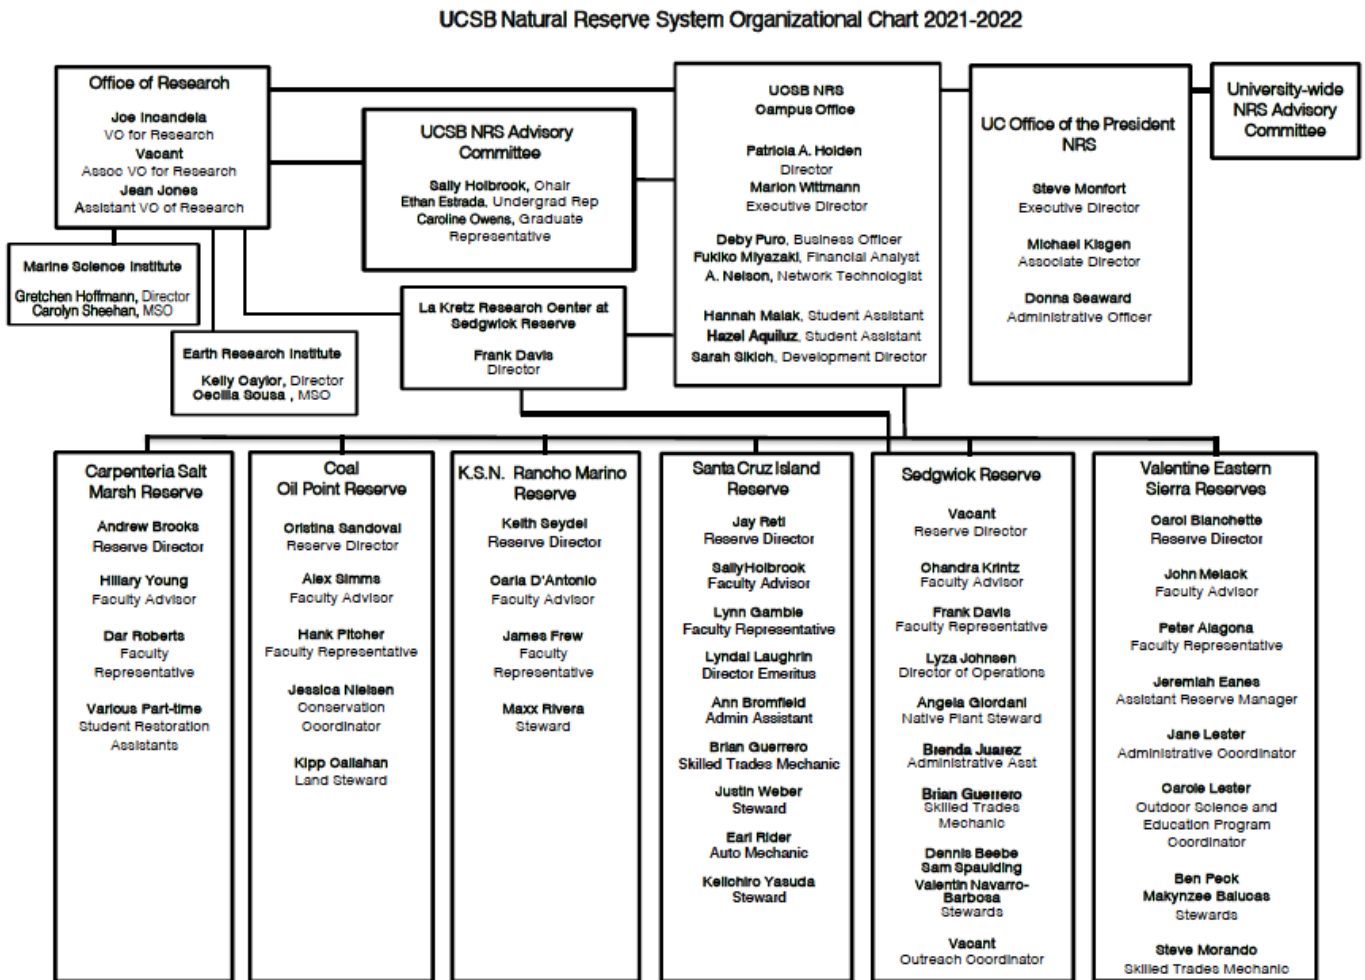 UCSB Natural Reserve System Organizational Chart 2021-2022
Office of Research
Joe Incandela
VC for Research
Vacant
Assoc VC for Research
Jean Jones
Assistant VC of Research
Marine Science Institute
Gretchen Hoffmann, Director
Carolyn Sheehan, MSO
Earth Research Institute
Kelly Caylor, Director
Cecilia Sousa , MSO
UCSB NRS Advisory
Committee
Sally Holbrook, Chair
Ethan Estrada, Undergrad Rep
Caroline Owens, Graduate
Representative
La Kretz Research Center at
Sedgwick Reserve
Frank Davis
Director
UCSB NRS
Campus Office
Patricia A. Holden
Director
Marion Wittmann
Executive Director
Deby Puro, Business Officer
Fukiko Miyazaki, Financial Analyst
A. Nelson, Network Technologist
Hannah Malak, Student Assistant
Hazel Aquiluz, Student Assistant
Sarah Sikich, Development Director
UC Office of the President
NRS
Steve Monfort
Executive Director
Michael Kisgen
Associate Director
Donna Seaward
Administrative Officer
University-wide
NRS Advisory
Committee
Carpenteria Salt
Marsh Reserve
Andrew Brooks
Reserve Director
Hillary Young
Faculty Advisor
Dar Roberts
Faculty
Representative
Various Part-time
Student Restoration
Assistants
Coal
Oil Point Reserve
Cristina Sandoval
Reserve Director
Alex Simms
Faculty Advisor
Hank Pitcher
Faculty Representative
Jessica Nielsen
Conservation
Coordinator
Kipp Callahan
Land Steward
K.S.N. Rancho Marino
Reserve
Keith Seydel
Reserve Director
Carla D'Antonio
Faculty Advisor
James Frew
Faculty
Representative
Maxx Rivera
Steward
Santa Cruz Island
Reserve
Jay Reti
Reserve Director
SallyHolbrook
Faculty Advisor
Lynn Gamble
Faculty Representative
Lyndal Laughrin
Director Emeritus
Ann Bromfield
Admin Assistant
Brian Guerrero
Skilled Trades Mechanic
Justin Weber
Steward
Earl Rider
Auto Mechanic
Keiichiro Yasuda
Steward
Sedgwick Reserve
Vacant
Reserve Director
Chandra Krintz
Faculty Advisor
Frank Davis
Faculty Representative
Lyza Johnsen
Director of Operations
Angela Giordani
Native Plant Steward
Brenda Juarez
Administrative Asst
Brian Guerrero
Skilled Trades
Mechanic
Dennis Beebe
Sam Spaulding
Valentin Navarro-
Barbosa
Stewards
Vacant
Outreach Coordinator
Valentine Eastern
Sierra Reserves
Carol Blanchette
Reserve Director
John Melack
Faculty Advisor
Peter Alagona
Faculty Representative
Jeremiah Eanes
Assistant Reserve Manager
Jane Lester
Administrative Coordinator
Carole Lester
Outdoor Science and
Education Program
Coordinator
Ben Peck
Makynzee Balucas
Stewards
Steve Morando
Skilled Trades Mechanic